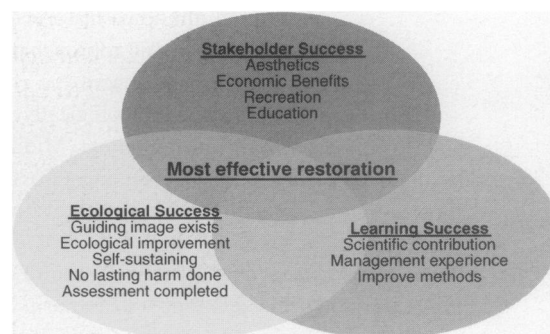 Stakeholder Success
Aesthetics
Economic Benefits
Recreation
Education
Most effective restoration
Ecological Success
Guiding image exists
Ecological improvement
Self-sustaining
No lasting harm done
Assessment completed
Learning Success
Scientific contribution
Management experience
Improve methods